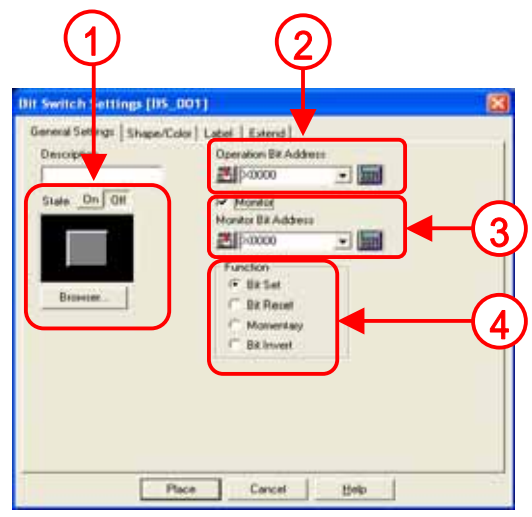 1
2
Bit Switch Settings [BS_001]
General Settings Shape/Color Label Extend
Description
Operation Bit Address
X0000
State On Off
Monitor
Monitor Bit Address
X0000
3
Function
Bit Set
Browser...
Bit Reset
Momentary
4
Bit Invert
Place Cancel Help